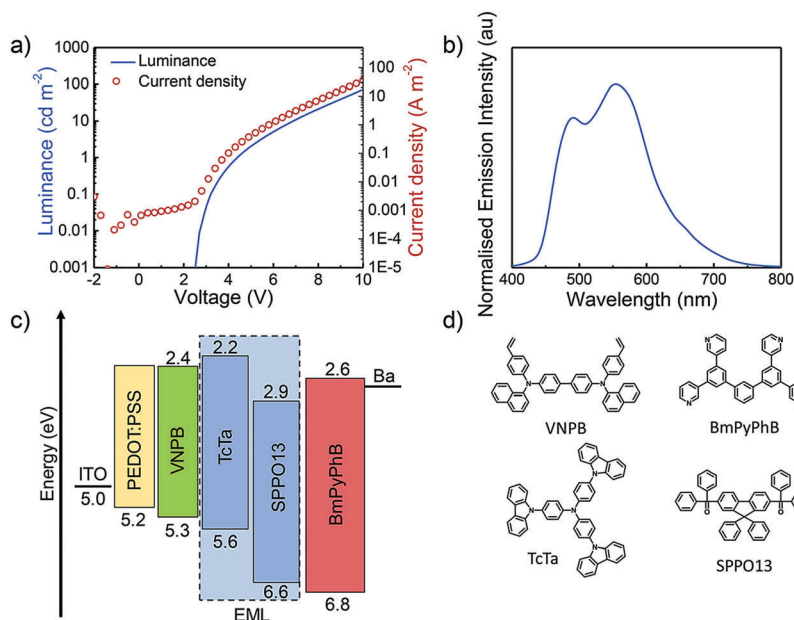 a)
1000
100
10
1
0.1
0.01
0.001
Luminance (cd m-2)
Luminance
Current density
100
10
1
0.1
0.01
0.001
1E-4
1E-5
Current density (A m-2)
-2 0 2 4 6 8 10
Voltage (V)
b)
Normalised Emission Intensity (au)
400 500 600 700 800
Wavelength (nm)
c)
Energy (eV)
ITO
5.0
PEDOT:PSS
5.2
2.4
VNPB
5.3
2.2
TcTa
5.6
2.9
SPPO13
6.6
EML
2.6
BmPyPhB
6.8
Ba
d)
N N
VNPB
N N
N
BmPyPhB
N N
N
N
TcTa
P P
O O
SPPO13